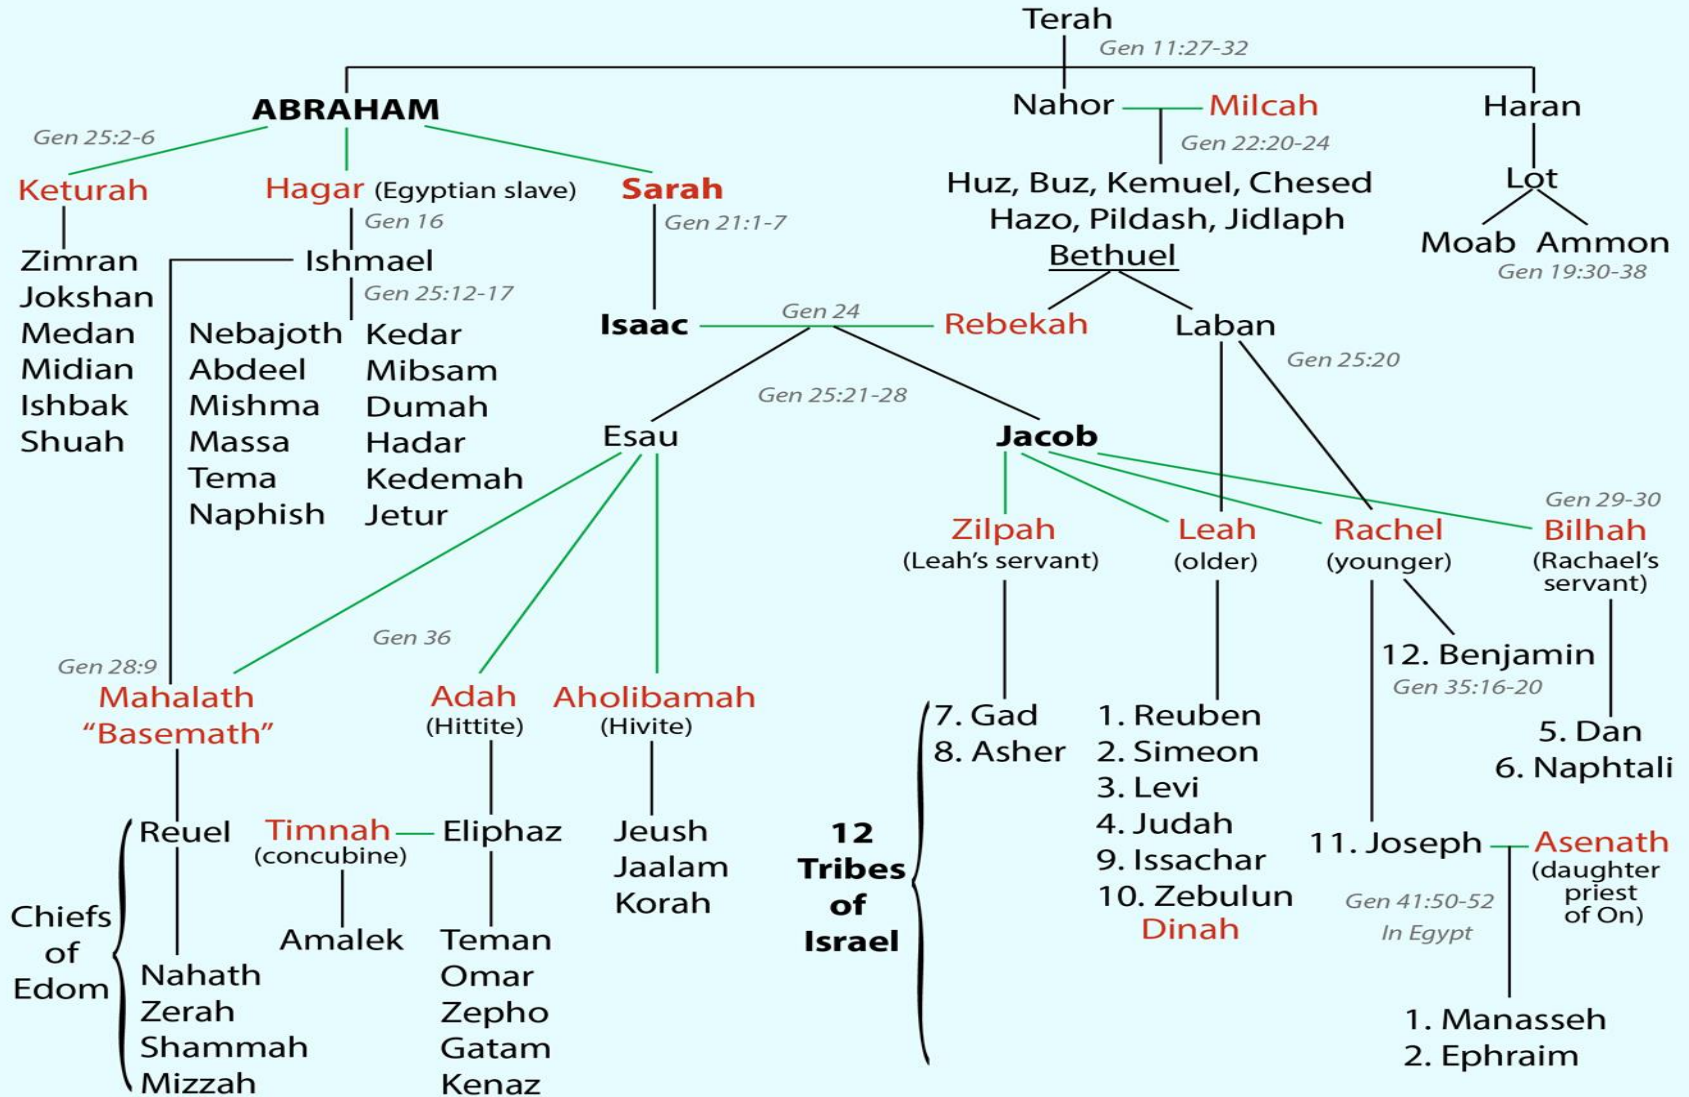 Terah
Gen 11:27-32
ABRAHAM
Nahor
Milcah
Haran
Gen 25:2-6
Gen 22:20-24
Keturah
Hagar (Egyptian slave)
Sarah
Huz, Buz, Kemuel, Chesed
Hazo, Pildash, Jidlaph
Bethuel
Lot
Gen 16
Gen 21:1-7
Moab
Ammon
Gen 19:30-38
Zimran
Jokshan
Medan
Midian
Ishbak
Shuah
Ishmael
Gen 25:12-17
Nebajoth
Abdeel
Mishma
Massa
Tema
Naphish
Kedar
Mibsam
Dumah
Hadar
Kedemah
Jetur
Isaac
Gen 24
Rebekah
Laban
Gen 25:20
Gen 25:21-28
Esau
Jacob
Gen 29-30
Zilpah
(Leah's servant)
Leah
(older)
Rachel
(younger)
Bilhah
(Rachael's
servant)
Gen 36
Gen 28:9
Mahalath
“Basemath”
Adah
(Hittite)
Aholibamah
(Hivite)
12. Benjamin
Gen 35:16-20
7. Gad
8. Asher
1. Reuben
2. Simeon
3. Levi
4. Judah
9. Issachar
10. Zebulun
Dinah
5. Dan
6. Naphtali
Reuel
Timnah
(concubine)
Eliphaz
Jeush
Jaalam
Korah
12
Tribes
of
Israel
11. Joseph
Asenath
(daughter
priest
of On)
Gen 41:50-52
In Egypt
Chiefs
of
Edom
Amalek
Teman
Omar
Zepho
Gatam
Kenaz
Nahath
Zerah
Shammah
Mizzah
1. Manasseh
2. Ephraim